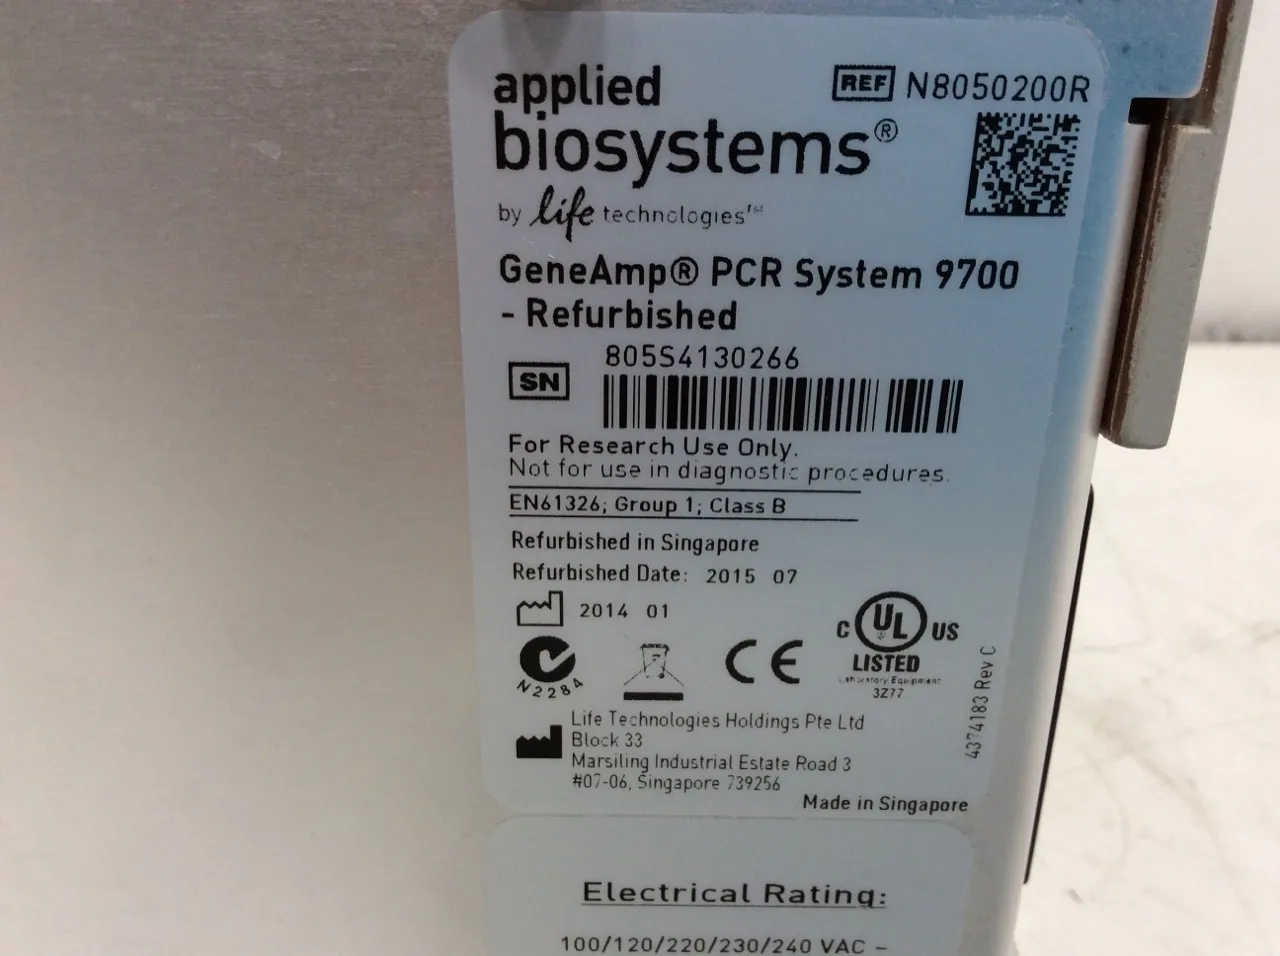 applied
biosystems®
by life technologies™
REF N8050200R
GeneAmp® PCR System 9700
- Refurbished
805S4130266
SN
For Research Use Only.
Not for use in diagnostic procedures.
EN61326; Group 1; Class B
Refurbished in Singapore
Refurbished Date: 2015 07
2014 01
N2284
CE
C UL US
LISTED
Laboratory Equipment
3Z77
4374183 Rev C
Life Technologies Holdings Pte Ltd
Block 33
Marsiling Industrial Estate Road 3
#07-06, Singapore 739256
Made in Singapore
Electrical Rating:
100/120/220/230/240 VAC ~